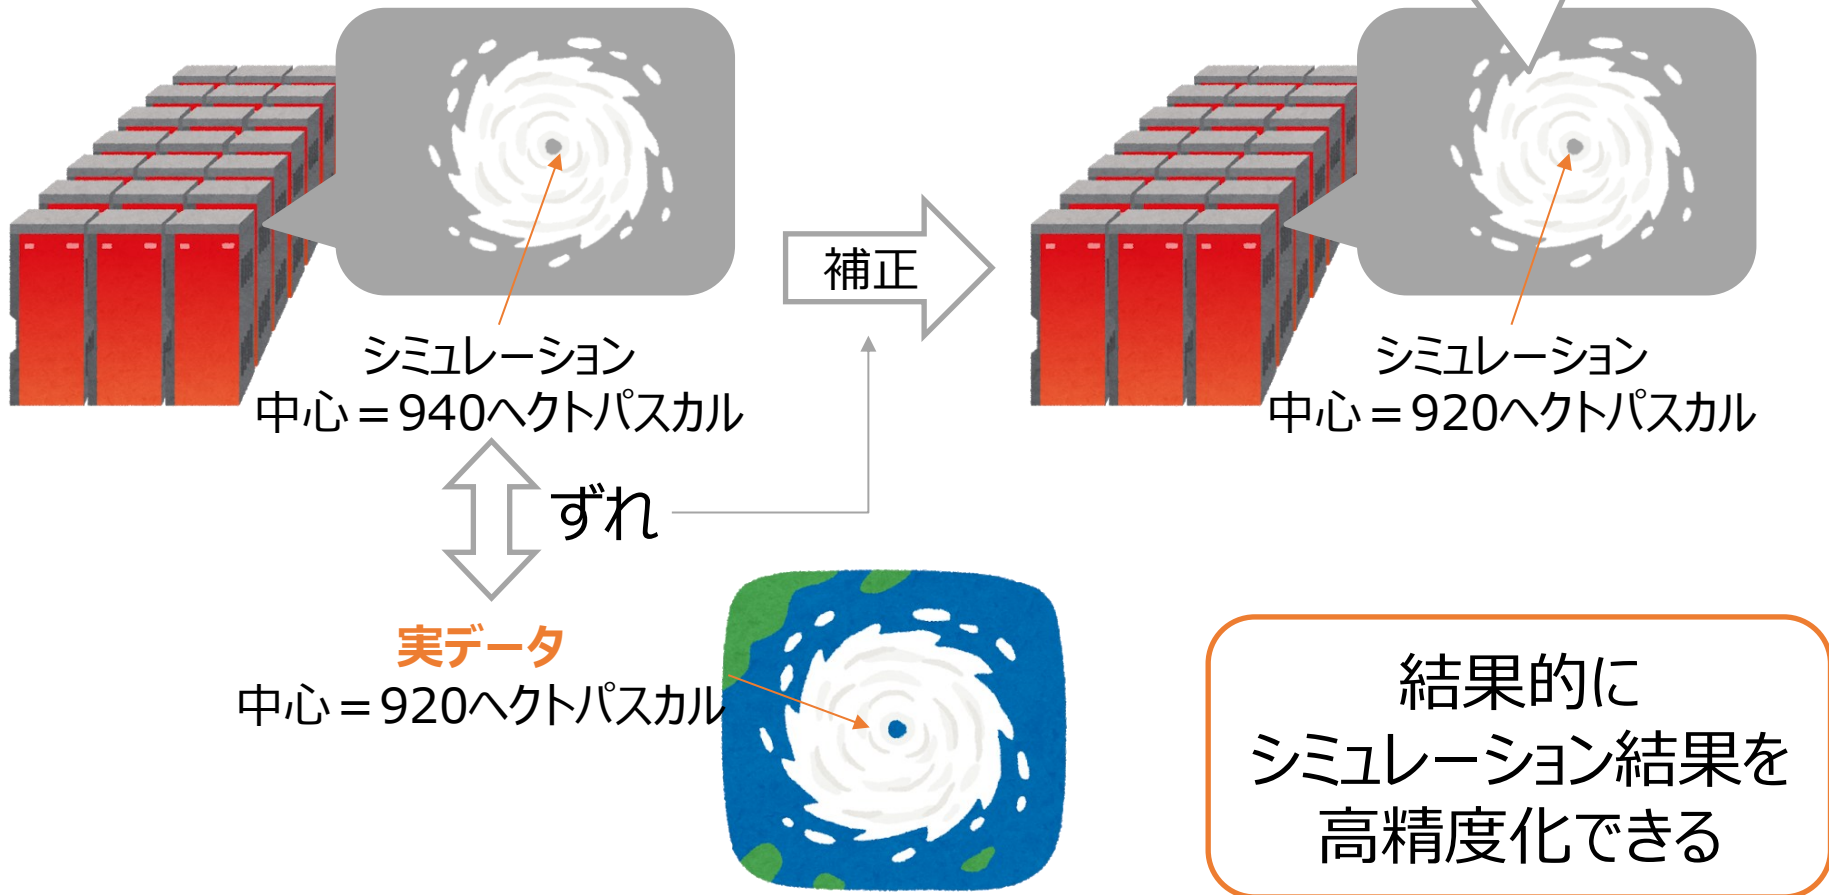 シミュレーション
中心=940ヘクトパスカル
補正
シミュレーション
中心=920ヘクトパスカル
ずれ
実データ
中心=920ヘクトパスカル
結果的に
シミュレーション結果を
高精度化できる